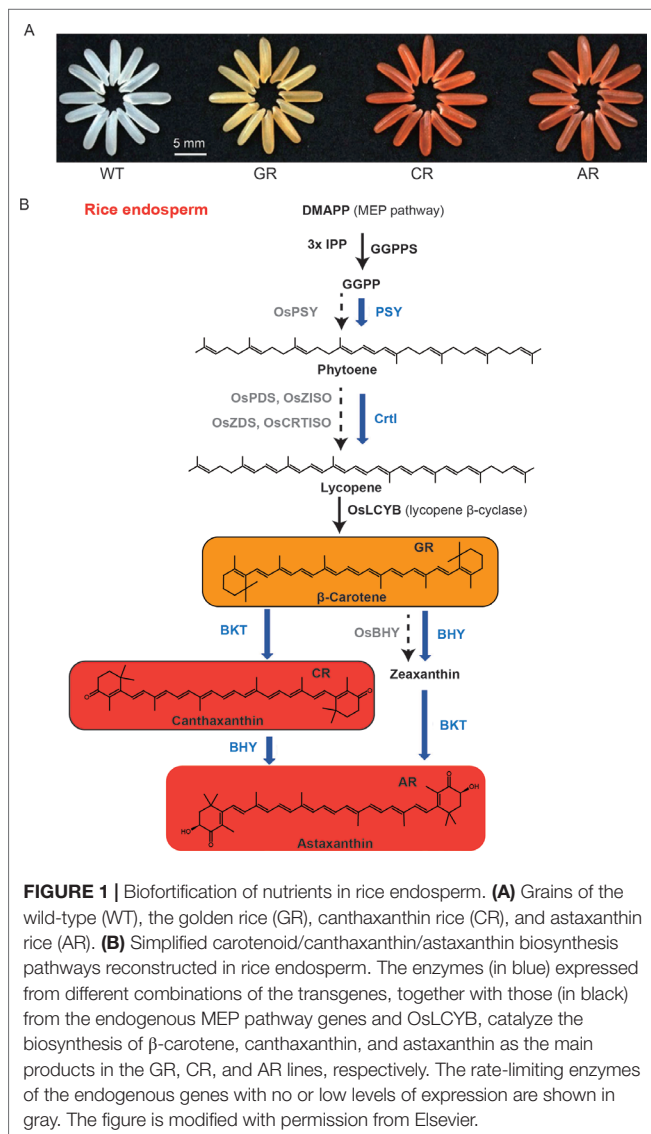 A
5 mm
WT GR CR AR
B
Rice endosperm
DMAPP (MEP pathway)
3x IPP GGPPS
GGPP
OsPSY PSY
Phytoene
OsPDS, OsZISO
OsZDS, OsCRTISO
CrtI
Lycopene
OsLCYB (lycopene β-cyclase)
GR
β-Carotene
BKT OsBHY BHY
CR
Zeaxanthin
O
O
Canthaxanthin
BHY BKT
AR
O
OH
HO
O
Astaxanthin
FIGURE 1 | Biofortification of nutrients in rice endosperm. (A) Grains of the
wild-type (WT), the golden rice (GR), canthaxanthin rice (CR), and astaxanthin
rice (AR). (B) Simplified carotenoid/canthaxanthin/astaxanthin biosynthesis
pathways reconstructed in rice endosperm. The enzymes (in blue) expressed
from different combinations of the transgenes, together with those (in black)
from the endogenous MEP pathway genes and OsLCYB, catalyze the
biosynthesis of β-carotene, canthaxanthin, and astaxanthin as the main
products in the GR, CR, and AR lines, respectively. The rate-limiting enzymes
of the endogenous genes with no or low levels of expression are shown in
gray. The figure is modified with permission from Elsevier.